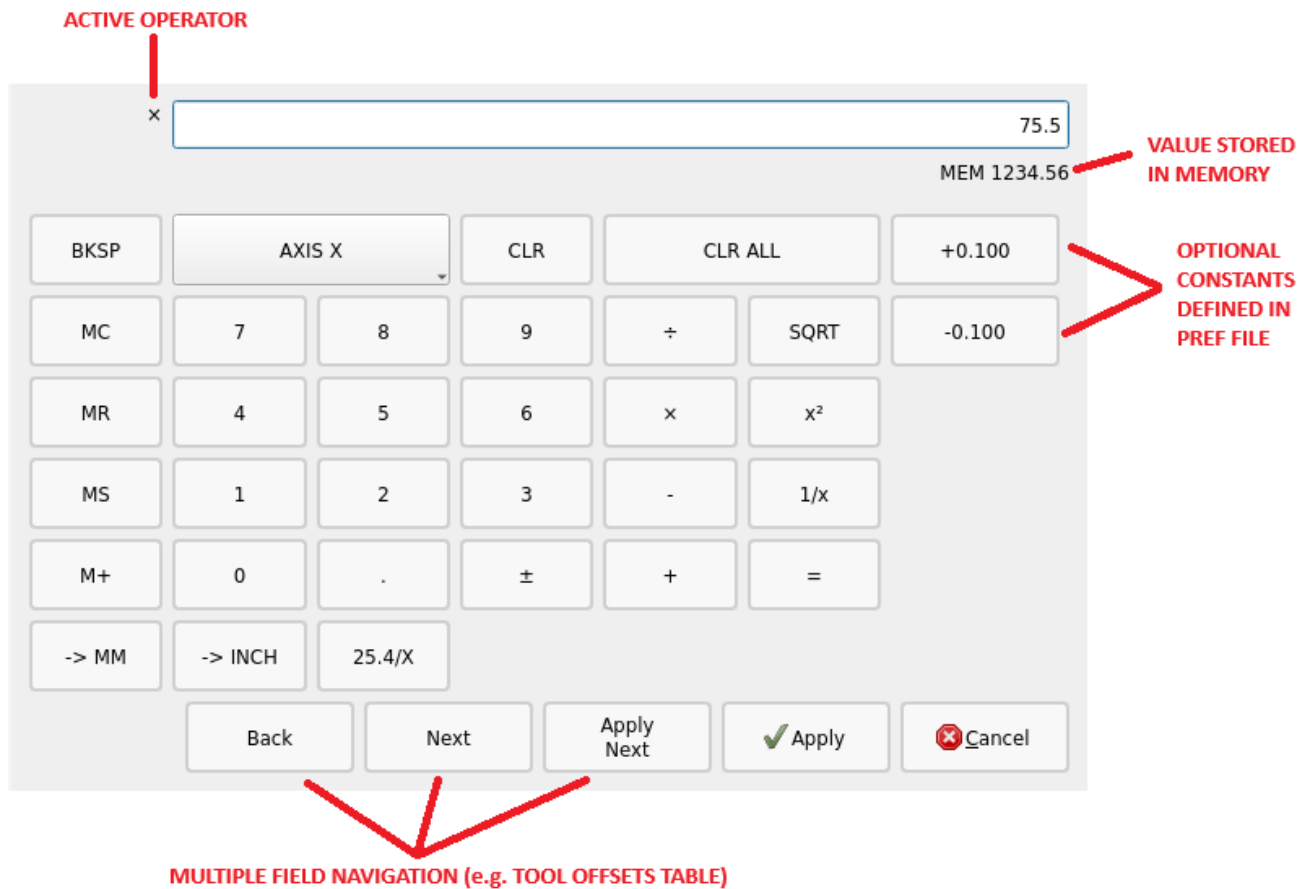 ACTIVE OPERATOR
×
75.5
MEM 1234.56
VALUE STORED
IN MEMORY
BKSP
AXIS X
CLR
CLR ALL
+0.100
OPTIONAL
CONSTANTS
DEFINED IN
PREF FILE
MC
7
8
9
÷
SQRT
-0.100
MR
4
5
6
×
x²
MS
1
2
3
-
1/x
M+
0
.
±
+
=
-> MM
-> INCH
25.4/X
Back
Next
Apply
Next
Apply
Cancel
MULTIPLE FIELD NAVIGATION (e.g. TOOL OFFSETS TABLE)